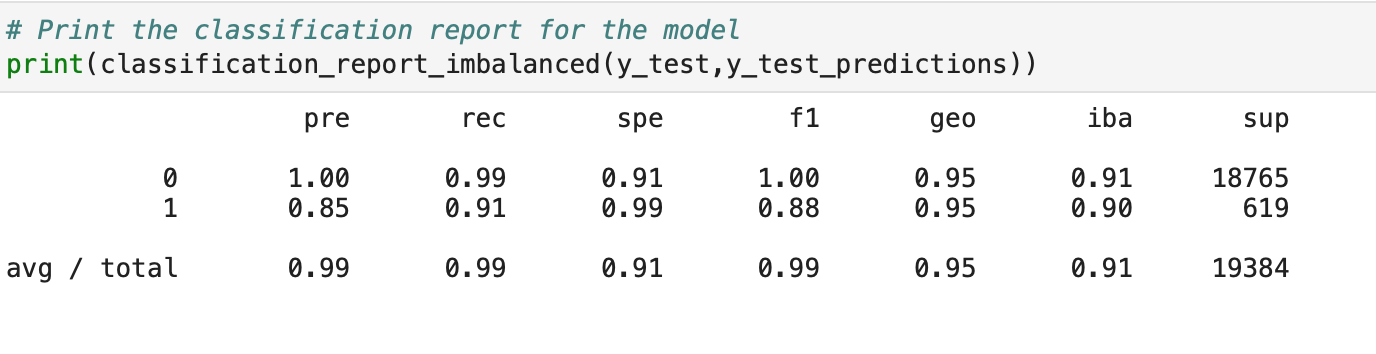 # Print the classification report for the model
print(classification_report_imbalanced(y_test,y_test_predictions))
pre rec spe f1 geo iba sup
0 1.00 0.99 0.91 1.00 0.95 0.91 18765
1 0.85 0.91 0.99 0.88 0.95 0.90 619
avg / total 0.99 0.99 0.91 0.99 0.95 0.91 19384